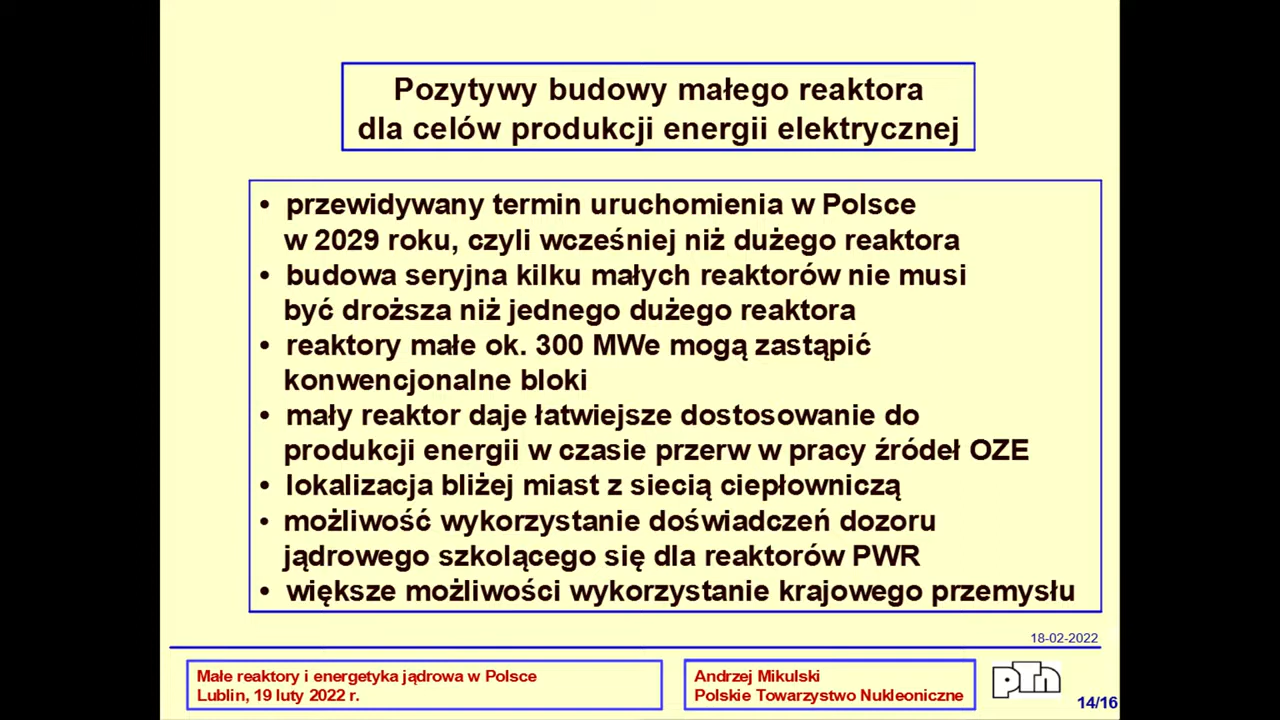 Pozytywy budowy małego reaktora
dla celów produkcji energii elektrycznej
• przewidywany termin uruchomienia w Polsce
w 2029 roku, czyli wcześniej niż dużego reaktora
• budowa seryjna kilku małych reaktorów nie musi
być droższa niż jednego dużego reaktora
• reaktory małe ok. 300 MWe mogą zastąpić
konwencjonalne bloki
• mały reaktor daje łatwiejsze dostosowanie do
produkcji energii w czasie przerw w pracy źródeł OZE
• lokalizacja bliżej miast z siecią ciepłowniczą
• możliwość wykorzystanie doświadczeń dozoru
jądrowego szkolącego się dla reaktorów PWR
• większe możliwości wykorzystanie krajowego przemysłu
18-02-2022
Małe reaktory i energetyka jądrowa w Polsce
Lublin, 19 luty 2022 r.
Andrzej Mikulski
Polskie Towarzystwo Nukleoniczne
PTN
14/16